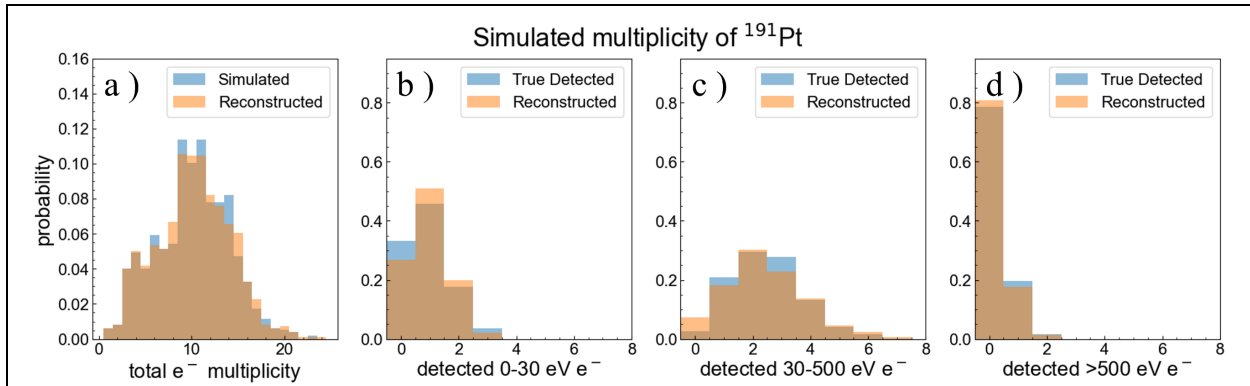 Simulated multiplicity of ¹⁹¹Pt
a )
Simulated
Reconstructed
0.16
0.14
0.12
0.10
0.08
0.06
0.04
0.02
0.00
probability
0 10 20
total e⁻ multiplicity
b )
True Detected
Reconstructed
0.8
0.6
0.4
0.2
0.0
0 2 4 6 8
detected 0-30 eV e⁻
c )
True Detected
Reconstructed
0.8
0.6
0.4
0.2
0.0
0 2 4 6 8
detected 30-500 eV e⁻
d )
True Detected
Reconstructed
0.8
0.6
0.4
0.2
0.0
0 2 4 6 8
detected >500 eV e⁻